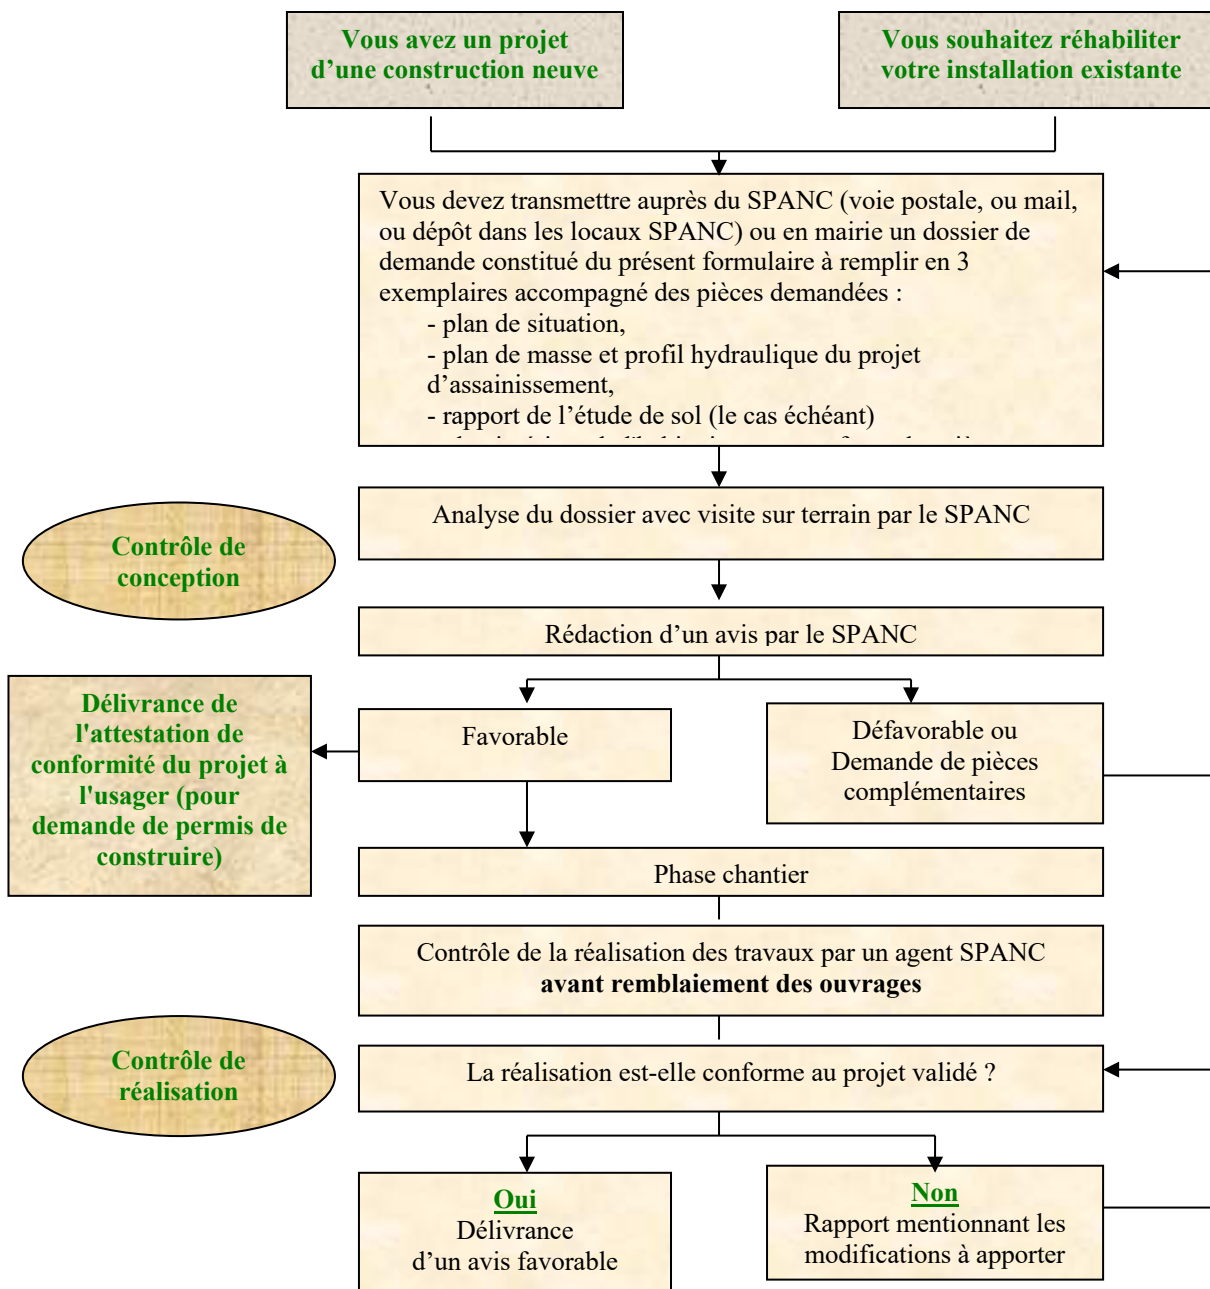 Vous avez un projet
d’une construction neuve
Vous souhaitez réhabiliter
votre installation existante
Vous devez transmettre auprès du SPANC (voie postale, ou mail,
ou dépôt dans les locaux SPANC) ou en mairie un dossier de
demande constitué du présent formulaire à remplir en 3
exemplaires accompagné des pièces demandées :
- plan de situation,
- plan de masse et profil hydraulique du projet
d’assainissement,
- rapport de l’étude de sol (le cas échéant)
Analyse du dossier avec visite sur terrain par le SPANC
Contrôle de
conception
Rédaction d’un avis par le SPANC
Délivrance de
l'attestation de
conformité du projet à
l'usager (pour
demande de permis de
construire)
Favorable
Défavorable ou
Demande de pièces
complémentaires
Phase chantier
Contrôle de la réalisation des travaux par un agent SPANC
avant remblaiement des ouvrages
Contrôle de
réalisation
La réalisation est-elle conforme au projet validé ?
Oui
Délivrance
d’un avis favorable
Non
Rapport mentionnant les
modifications à apporter